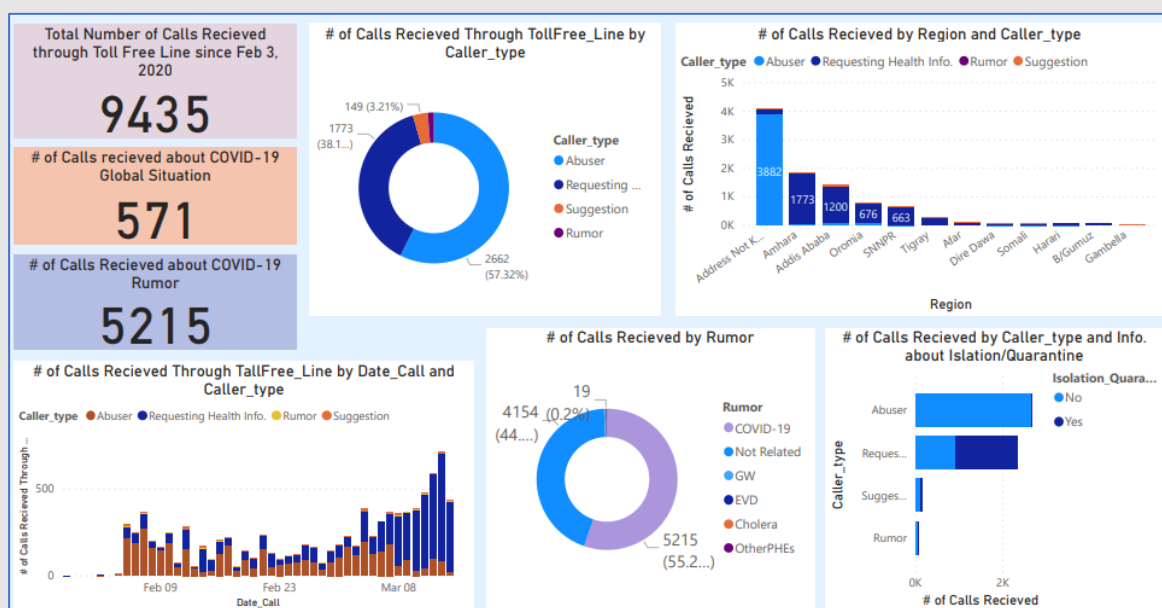 Total Number of Calls Recieved
through Toll Free Line since Feb 3,
2020
9435
# of Calls recieved about COVID-19
Global Situation
571
# of Calls Recieved about COVID-19
Rumor
5215
# of Calls Recieved Through TollFree_Line by
Caller_type
149 (3.21%)
1773
(38.1...)
2662
(57.32%)
Caller_type
Abuser
Requesting ...
Suggestion
Rumor
# of Calls Recieved by Region and Caller_type
Caller_type Abuser Requesting Health Info. Rumor Suggestion
# of Calls Recieved
5K
4K
3K
2K
1K
0K
3882
1773
1200
676
663
Address Not K...
Amhara
Addis Ababa
Oromia
SNNPR
Tigray
Afar
Dire Dawa
Somali
Harari
B/Gumuz
Gambella
Region
# of Calls Recieved Through TallFree_Line by Date_Call and
Caller_type
Caller_type Abuser Requesting Health Info. Rumor Suggestion
# of Calls Recieved Through ...
500
0
Feb 09
Feb 23
Mar 08
Date_Call
# of Calls Recieved by Rumor
19
(0.2%)
4154
(44....)
5215
(55.2...)
Rumor
COVID-19
Not Related
GW
EVD
Cholera
OtherPHEs
# of Calls Recieved by Caller_type and Info.
about Islation/Quarantine
Isolation_Quara...
No
Yes
Caller_type
Abuser
Reques...
Sugges...
Rumor
0K
2K
# of Calls Recieved